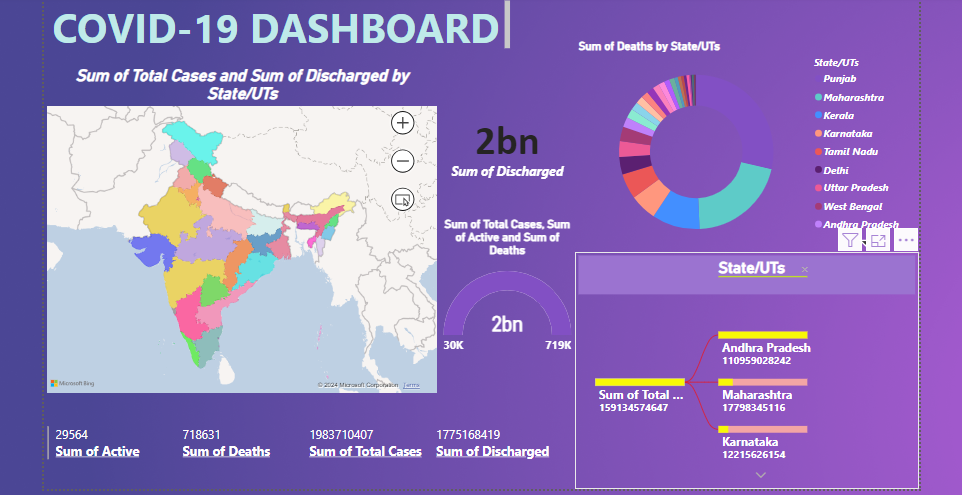 COVID-19 DASHBOARD
Sum of Total Cases and Sum of Discharged by
State/UTs
Microsoft Bing
© 2024 Microsoft Corporation Terms
2bn
Sum of Discharged
Sum of Total Cases, Sum
of Active and Sum of
Deaths
2bn
30K 719K
Sum of Deaths by State/UTs
State/UTs
Punjab
Maharashtra
Kerala
Karnataka
Tamil Nadu
Delhi
Uttar Pradesh
West Bengal
Andhra Pradesh
State/UTs
Sum of Total ...
159134574647
Andhra Pradesh
110959028242
Maharashtra
17798345116
Karnataka
12215626154
29564 718631 1983710407 1775168419
Sum of Active Sum of Deaths Sum of Total Cases Sum of Discharged